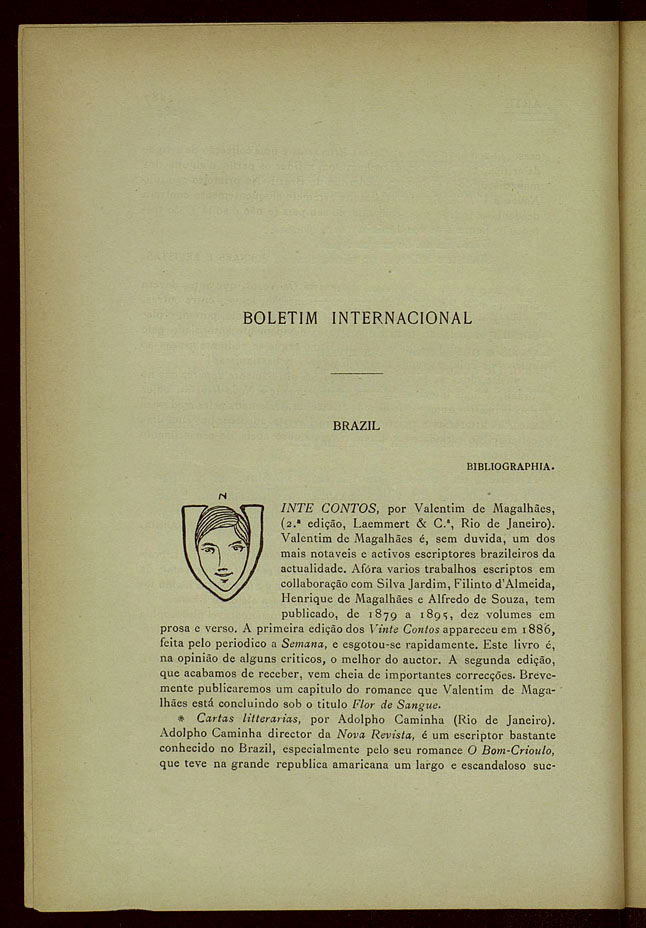 BOLETIM INTERNACIONAL
BRAZIL
BIBLIOGRAPHIA.
N
VINTE CONTOS, por Valentim de Magalhães,
(2.ª edição, Laemmert & C.ª, Rio de Janeiro).
Valentim de Magalhães é, sem duvida, um dos
mais notaveis e activos escriptores brazileiros da
actualidade. Afóra varios trabalhos escriptos em
collaboração com Silva Jardim, Filinto d'Almeida,
Henrique de Magalhães e Alfredo de Souza, tem
publicado, de 1879 a 1895, dez volumes em
prosa e verso. A primeira edição dos Vinte Contos appareceu em 1886,
feita pelo periodico a Semana, e esgotou-se rapidamente. Este livro é,
na opinião de alguns criticos, o melhor do auctor. A segunda edição,
que acabamos de receber, vem cheia de importantes correcções. Breve-
mente publicaremos um capitulo do romance que Valentim de Maga-
lhães está concluindo sob o titulo Flor de Sangue.
* Cartas litterarias, por Adolpho Caminha (Rio de Janeiro).
Adolpho Caminha director da Nova Revista, é um escriptor bastante
conhecido no Brazil, especialmente pelo seu romance O Bom-Crioulo,
que teve na grande republica amaricana um largo e escandaloso suc-